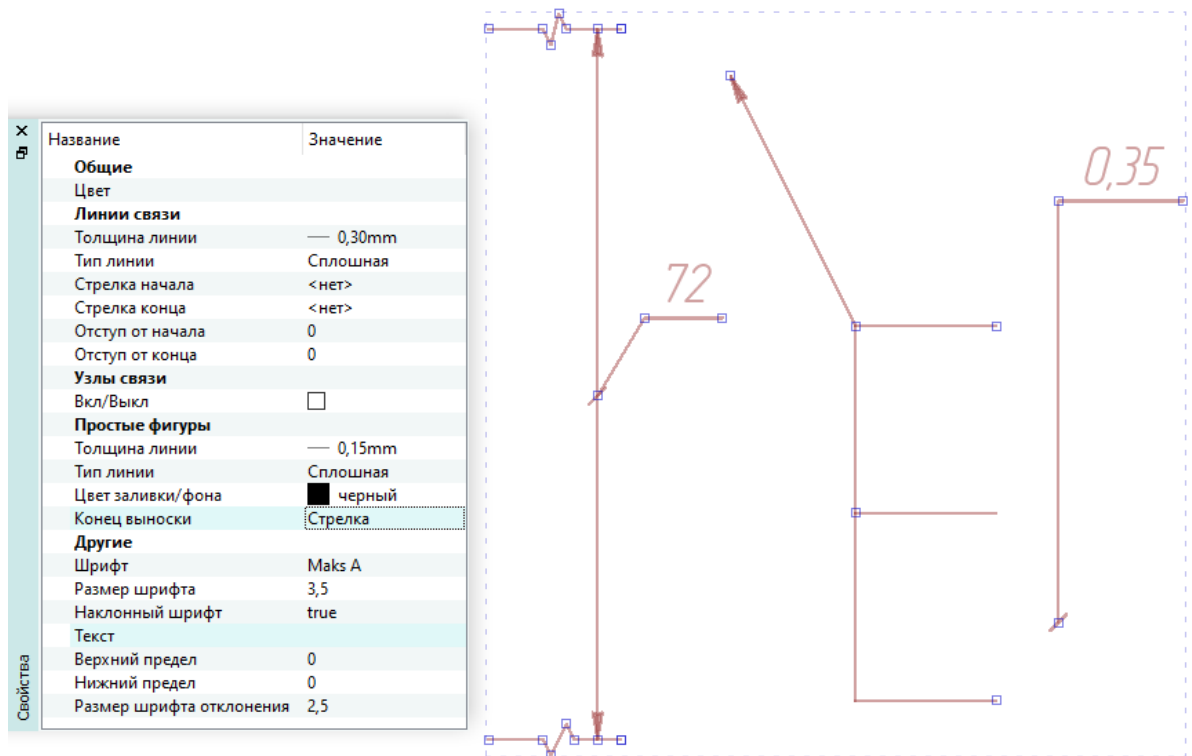 Название Значение
Общие
Цвет
Линии связи
Толщина линии 0,30mm
Тип линии Сплошная
Стрелка начала <нет>
Стрелка конца <нет>
Отступ от начала 0
Отступ от конца 0
Узлы связи
Вкл/Выкл
Простые фигуры
Толщина линии 0,15mm
Тип линии Сплошная
Цвет заливки/фона черный
Конец выноски Стрелка
Другие
Шрифт Maks A
Размер шрифта 3,5
Наклонный шрифт true
Текст
Верхний предел 0
Нижний предел 0
Размер шрифта отклонения 2,5
Свойства
72
0,35